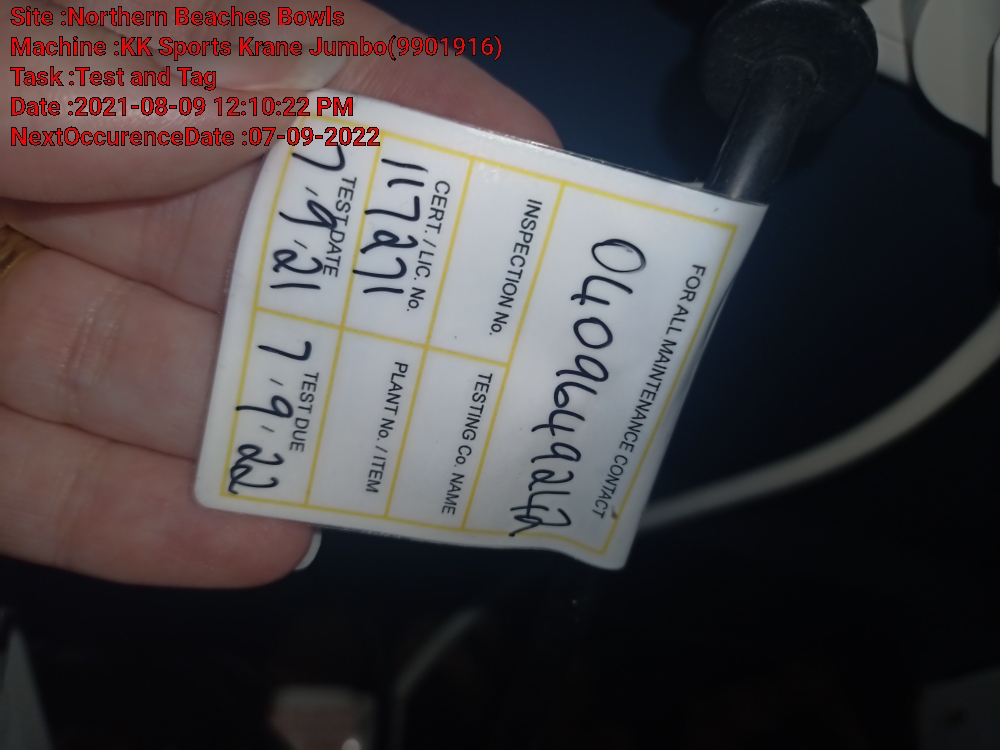 Site :Northern Beaches Bowls
Machine :KK Sports Krane Jumbo(9901916)
Task :Test and Tag
Date :2021-08-09 12:10:22 PM
NextOccurenceDate :07-09-2022
FOR ALL MAINTENANCE CONTACT
0409649242
INSPECTION No.
TESTING Co. NAME
CERT. / LIC. No.
117271
PLANT No. / ITEM
TEST DATE
7,9,21
TEST DUE
7,9,22